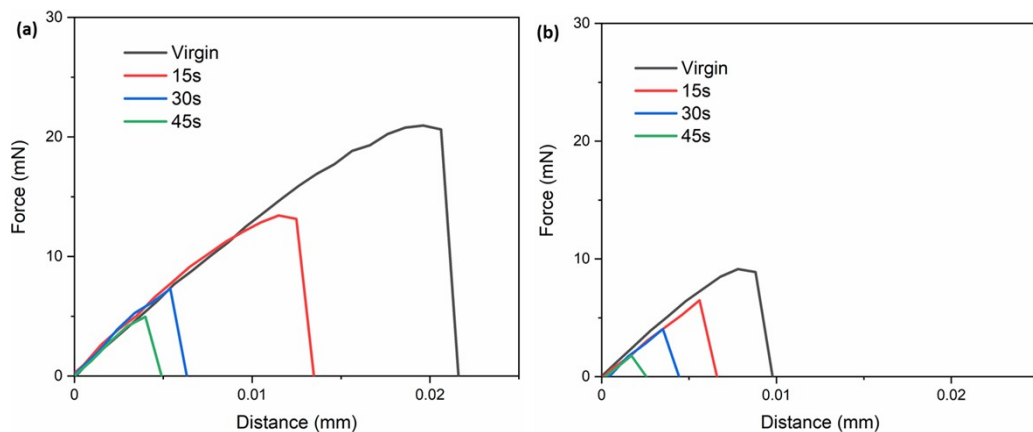 (a)
30
20
10
0
Force (mN)
Virgin
15s
30s
45s
0
0.01
0.02
Distance (mm)
(b)
30
20
10
0
Force (mN)
Virgin
15s
30s
45s
0
0.01
0.02
Distance (mm)